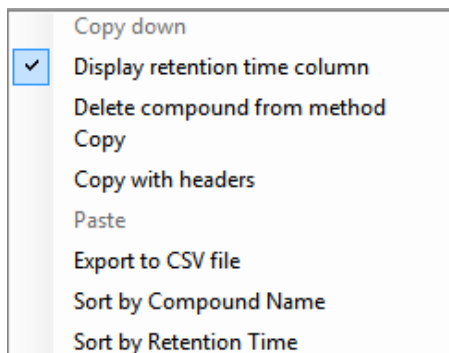 Copy down
Display retention time column
Delete compound from method
Copy
Copy with headers
Paste
Export to CSV file
Sort by Compound Name
Sort by Retention Time